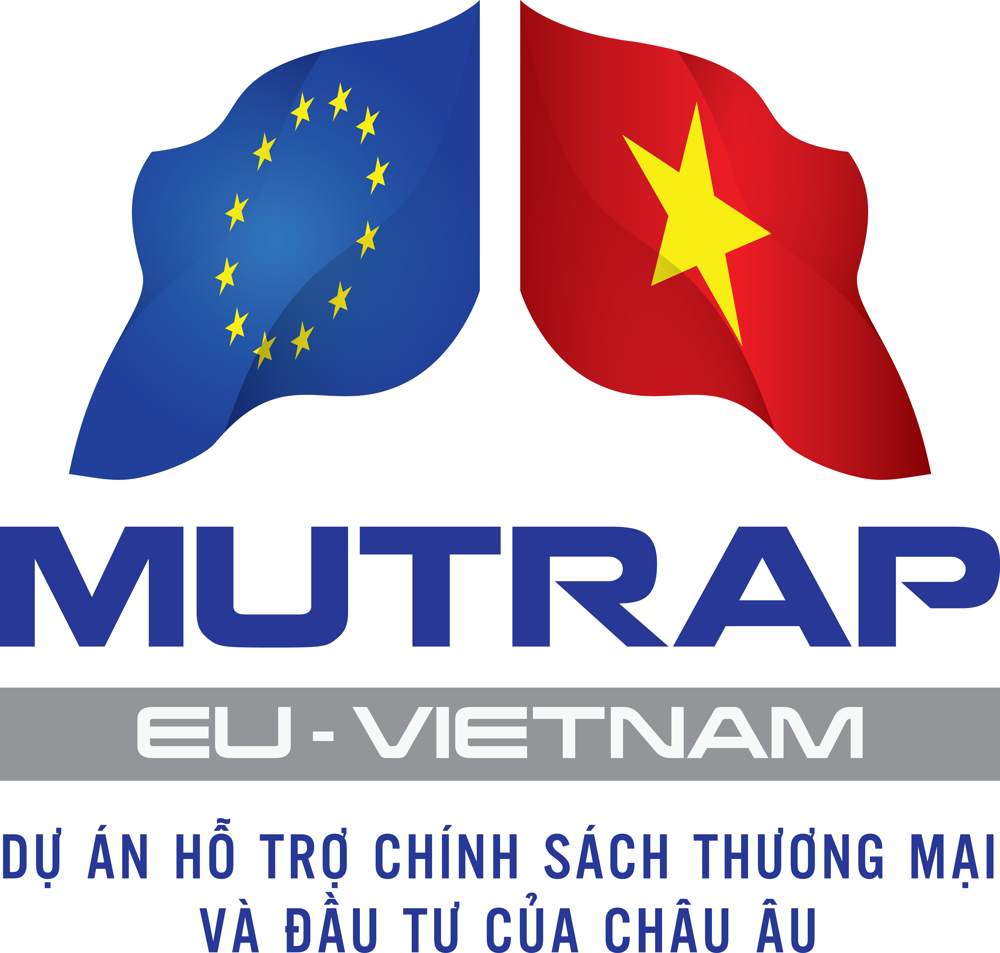 MUTRAP
EU - VIETNAM
DỰ ÁN HỖ TRỢ CHÍNH SÁCH THƯƠNG MẠI
VÀ ĐẦU TƯ CỦA CHÂU ÂU